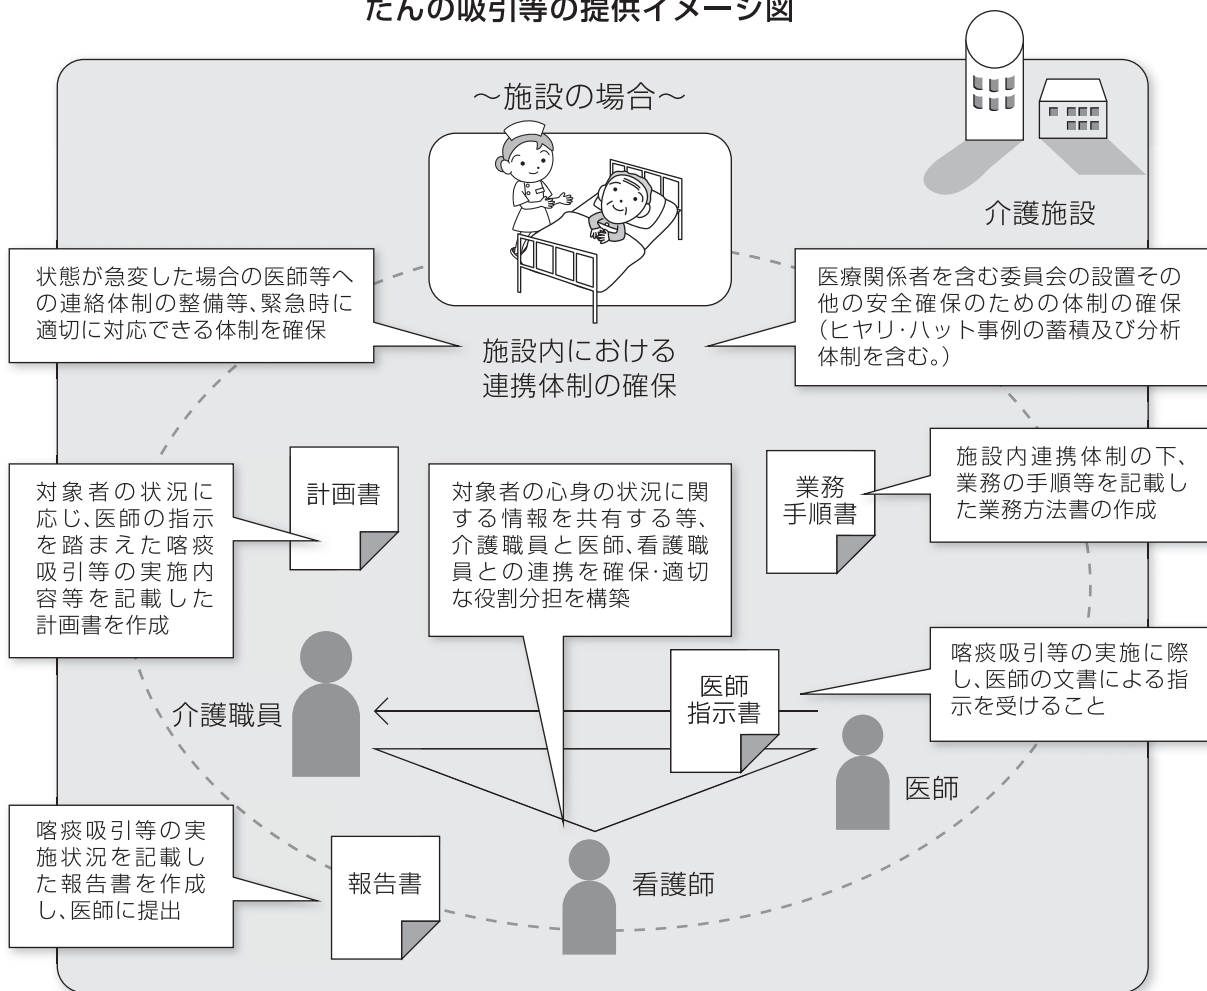 たんの吸引等の提供イメージ図
～施設の場合～
介護施設
状態が急変した場合の医師等へ
の連絡体制の整備等、緊急時に
適切に対応できる体制を確保
医療関係者を含む委員会の設置その
他の安全確保のための体制の確保
（ヒヤリ・ハット事例の蓄積及び分析
体制を含む。）
施設内における
連携体制の確保
対象者の状況に
応じ、医師の指示
を踏まえた喀痰
吸引等の実施内
容等を記載した
計画書を作成
計画書
対象者の心身の状況に関
する情報を共有する等、
介護職員と医師、看護職
員との連携を確保・適切
な役割分担を構築
業務
手順書
施設内連携体制の下、
業務の手順等を記載し
た業務方法書の作成
介護職員
医師
指示書
喀痰吸引等の実施に際
し、医師の文書による指
示を受けること
医師
喀痰吸引等の実
施状況を記載し
た報告書を作成
し、医師に提出
報告書
看護師